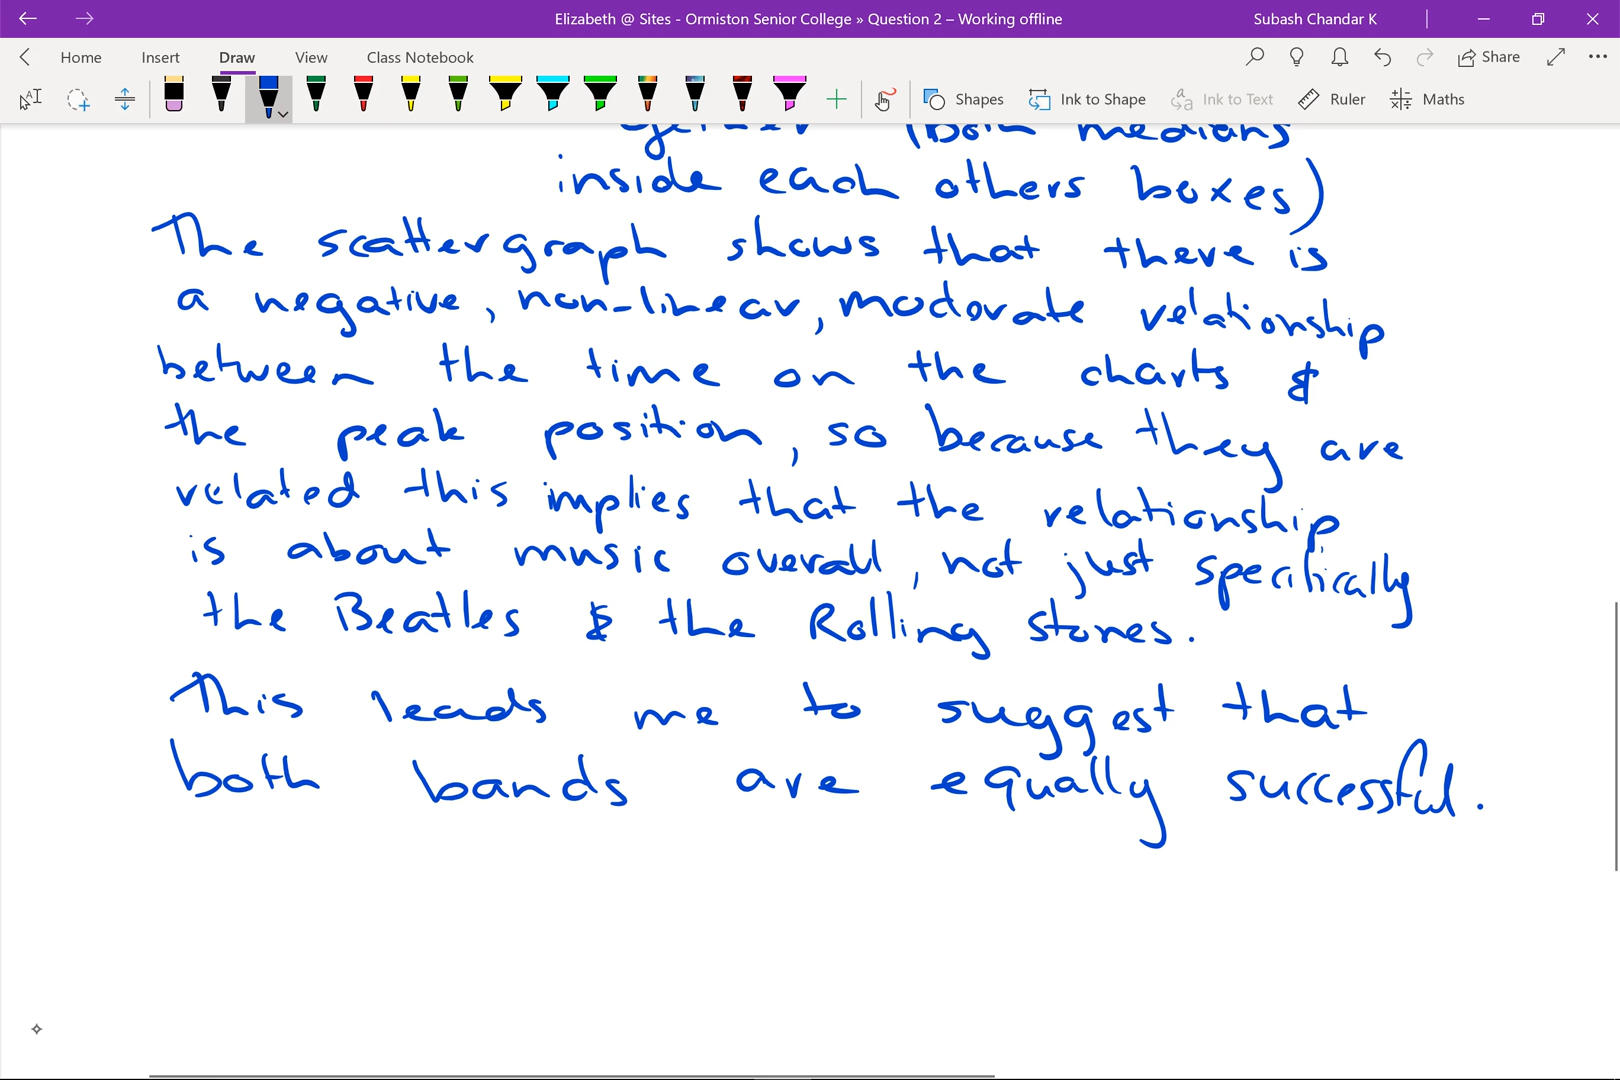 Elizabeth @ Sites - Ormiston Senior College » Question 2 – Working offline
Subash Chandar K
Home Insert Draw View Class Notebook Share
Shapes Ink to Shape Ink to Text Ruler Maths
(Both medians
inside each others boxes)
The scattergraph shows that there is
a negative, non-linear, moderate relationship
between the time on the charts &
the peak position, so because they are
related this implies that the relationship
is about music overall, not just specifically
the Beatles & the Rolling Stones.
This leads me to suggest that
both bands are equally successful.